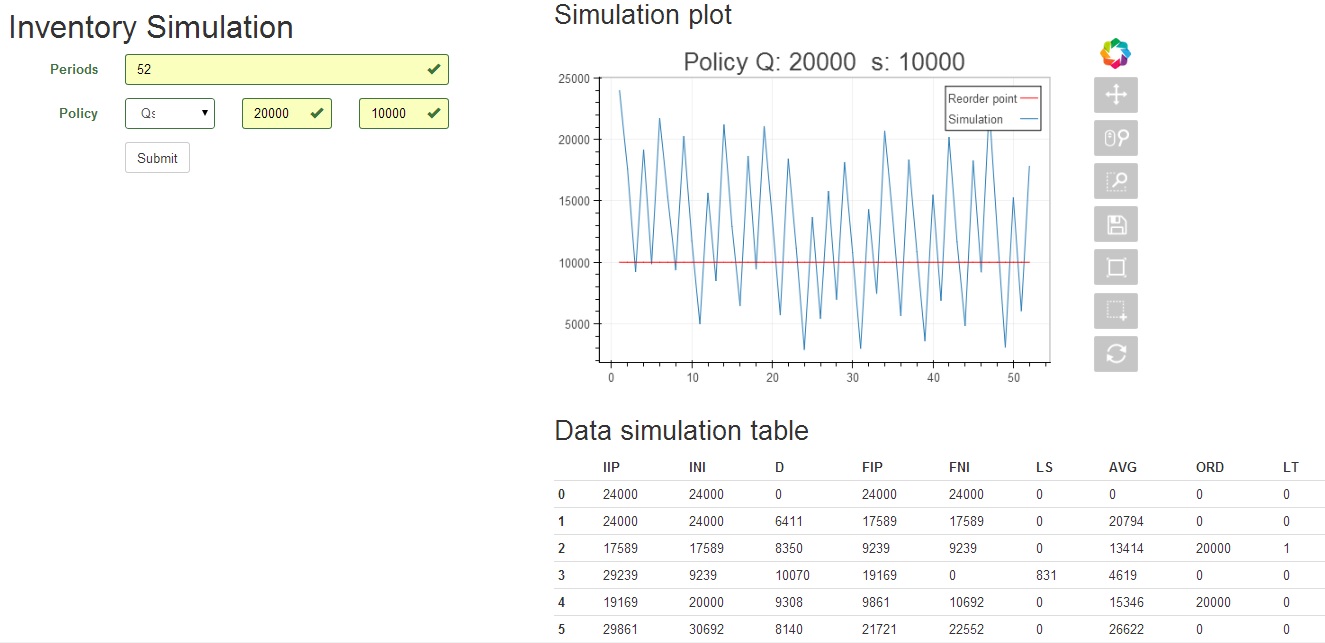 Inventory Simulation
Periods 52
Policy Qs 20000 10000
Submit
Simulation plot
Policy Q: 20000 s: 10000
Reorder point
Simulation
25000
20000
15000
10000
5000
0 10 20 30 40 50
Data simulation table
IIP INI D FIP FNI LS AVG ORD LT
0 24000 24000 0 24000 24000 0 0 0 0
1 24000 24000 6411 17589 17589 0 20794 0 0
2 17589 17589 8350 9239 9239 0 13414 20000 1
3 29239 9239 10070 19169 0 831 4619 0 0
4 19169 20000 9308 9861 10692 0 15346 20000 0
5 29861 30692 8140 21721 22552 0 26622 0 0